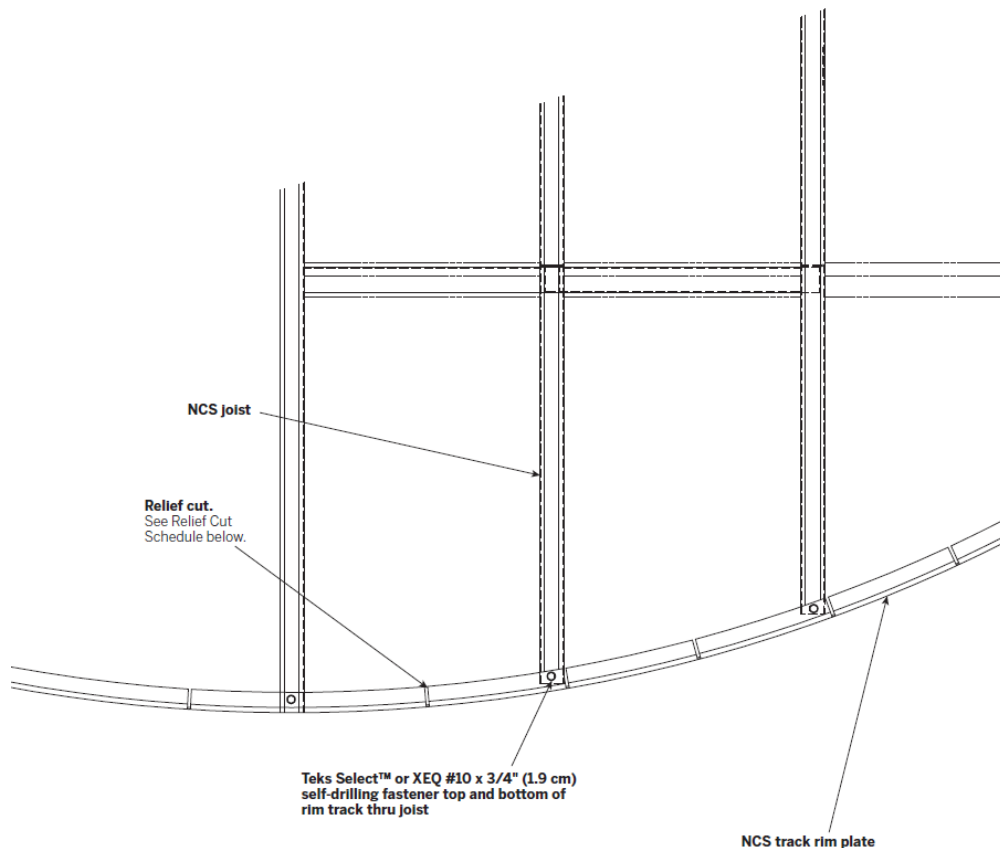 NCS joist
Relief cut.
See Relief Cut
Schedule below.
Teks Select™ or XEQ #10 x 3/4" (1.9 cm)
self-drilling fastener top and bottom of
rim track thru joist
NCS track rim plate